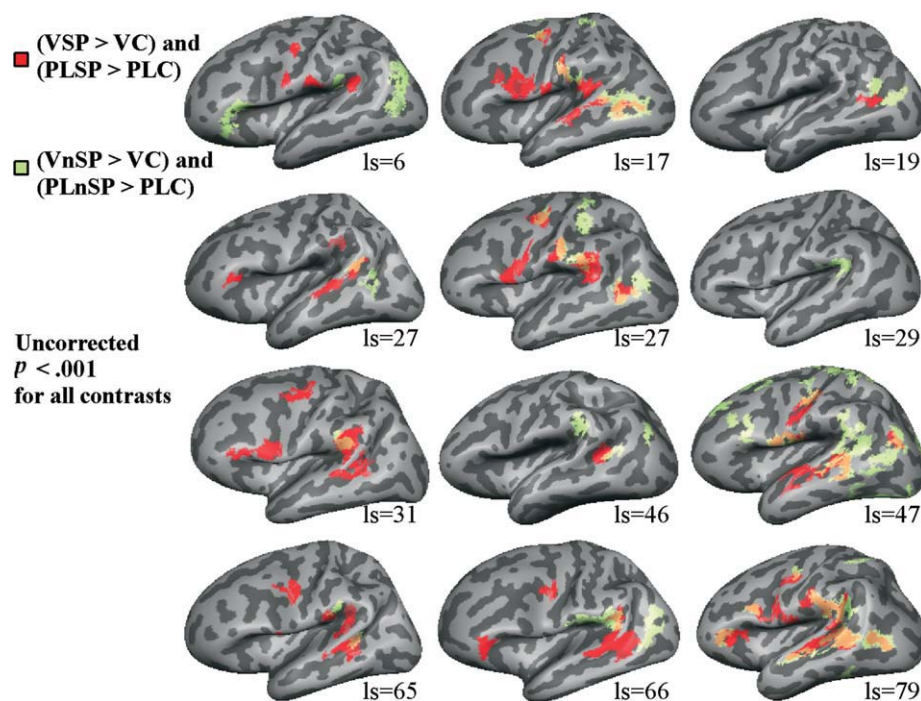 (VSP > VC) and
(PLSP > PLC)
(VnSP > VC) and
(PLnSP > PLC)
Uncorrected
p < .001
for all contrasts
ls=6
ls=17
ls=19
ls=27
ls=27
ls=29
ls=31
ls=46
ls=47
ls=65
ls=66
ls=79